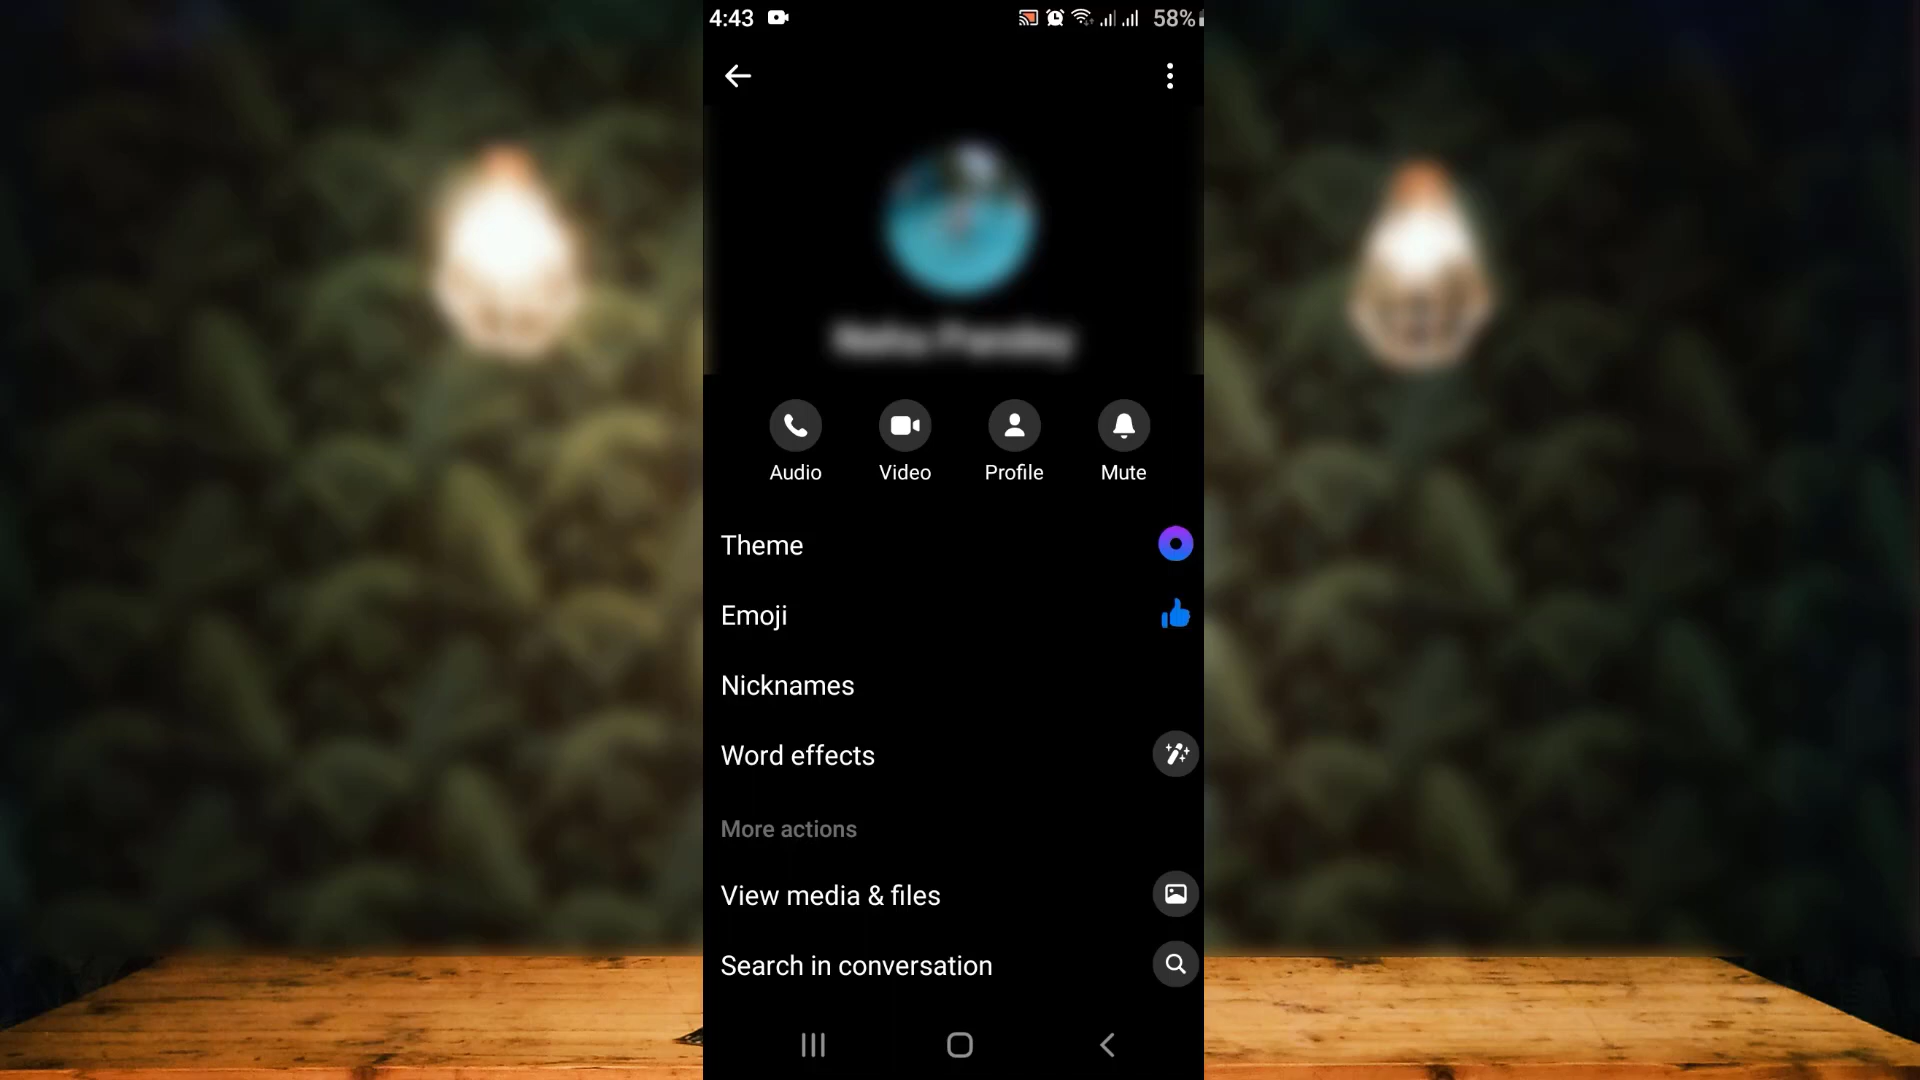 4:43 58%
Audio Video Profile Mute
Theme
Emoji
Nicknames
Word effects
More actions
View media & files
Search in conversation